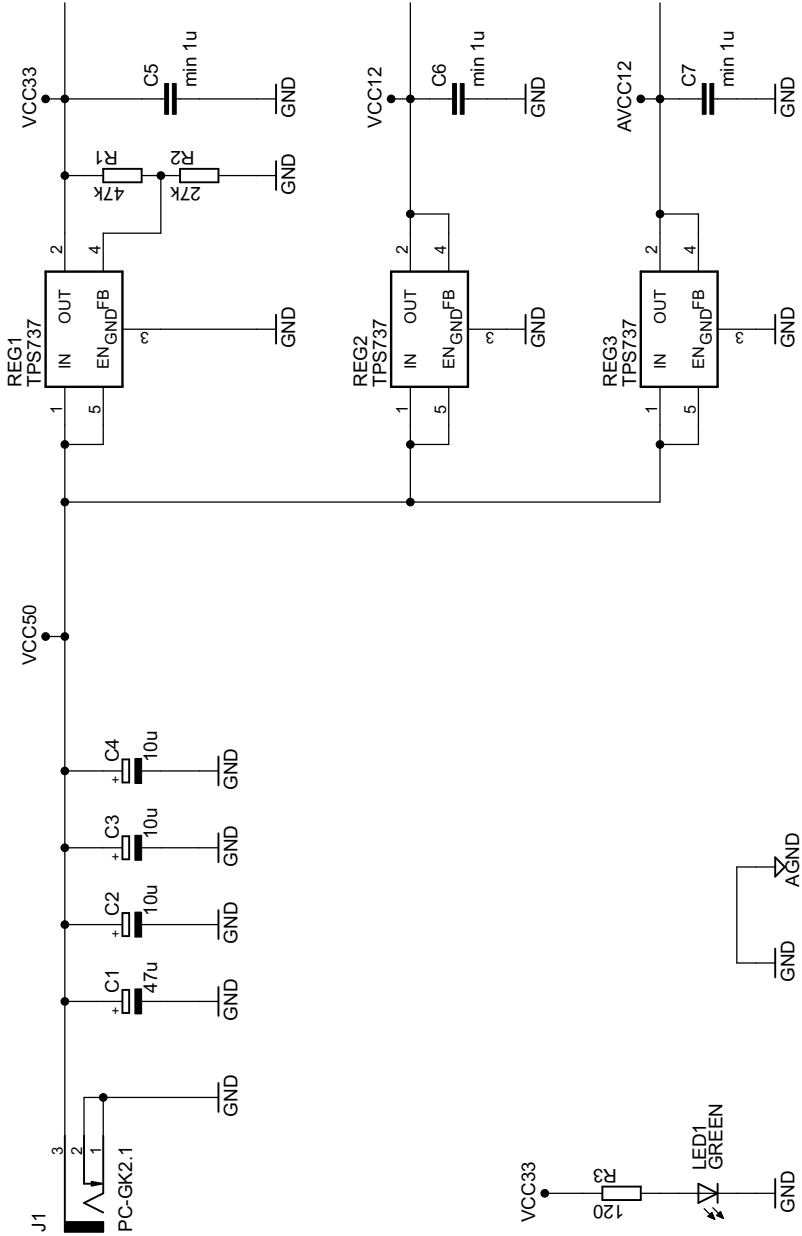 J1
PC-GK2.1
3
2
1
GND
C1
+
47u
GND
C2
+
10u
GND
C3
+
10u
GND
C4
+
10u
GND
VCC50
REG1
TPS737
IN
OUT
EN
GND
FB
1
5
2
4
3
GND
R1
47k
R2
27k
GND
VCC33
C5
min 1u
GND
REG2
TPS737
IN
OUT
EN
GND
FB
1
5
2
4
3
GND
VCC12
C6
min 1u
GND
REG3
TPS737
IN
OUT
EN
GND
FB
1
5
2
4
3
GND
AVCC12
C7
min 1u
GND
VCC33
R3
120
LED1
GREEN
GND
GND
AGND